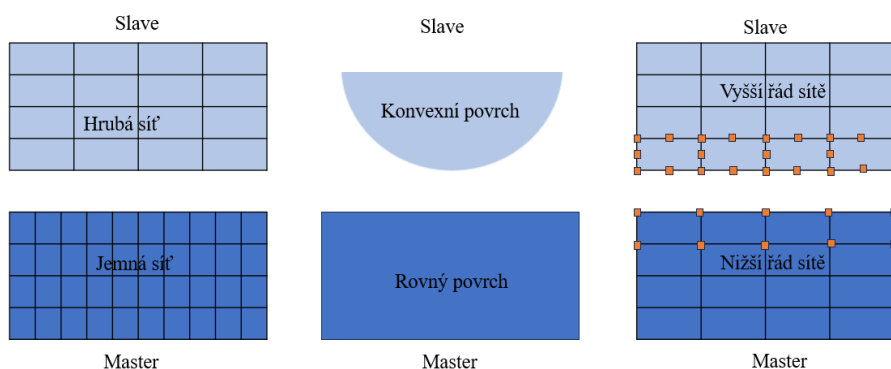 Slave
Hrubá síť
Jemná síť
Master
Slave
Konvexní povrch
Rovný povrch
Master
Slave
Vyšší řád sítě
Nižší řád sítě
Master